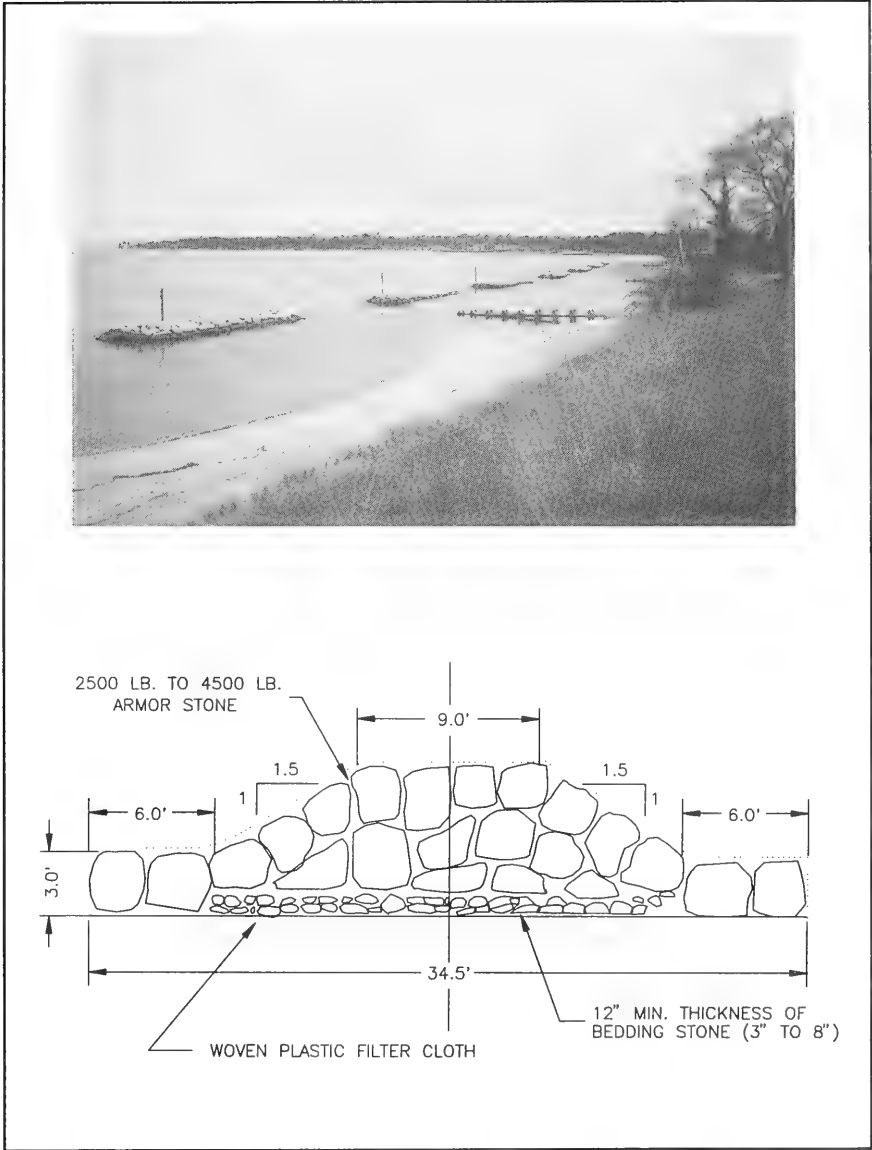 2500 LB. TO 4500 LB.
ARMOR STONE
9.0'
1.5
1
1.5
1
6.0'
6.0'
3.0'
34.5'
12" MIN. THICKNESS OF
BEDDING STONE (3" TO 8")
WOVEN PLASTIC FILTER CLOTH